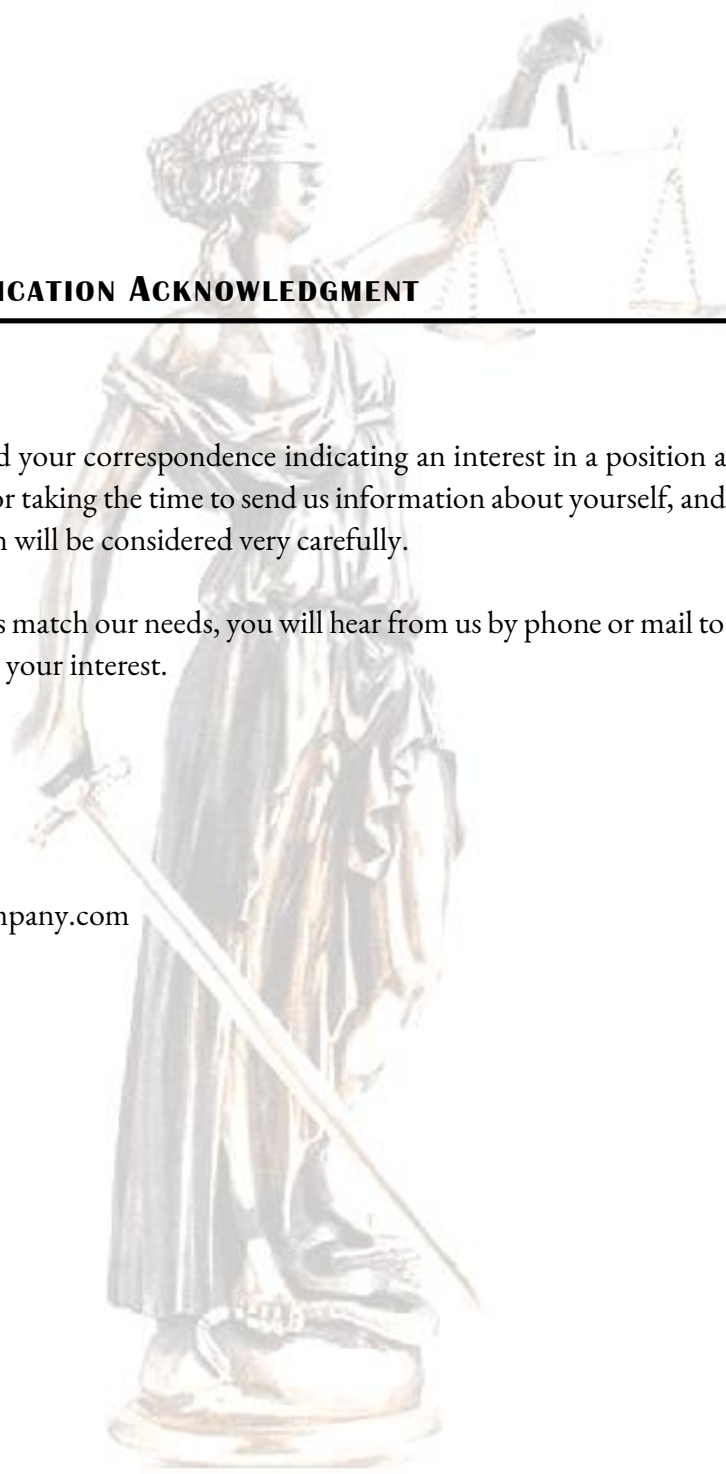 ICATION ACKNOWLEDGMENT
d your correspondence indicating an interest in a position a
or taking the time to send us information about yourself, and
n will be considered very carefully.
s match our needs, you will hear from us by phone or mail to
your interest.
mpany.com